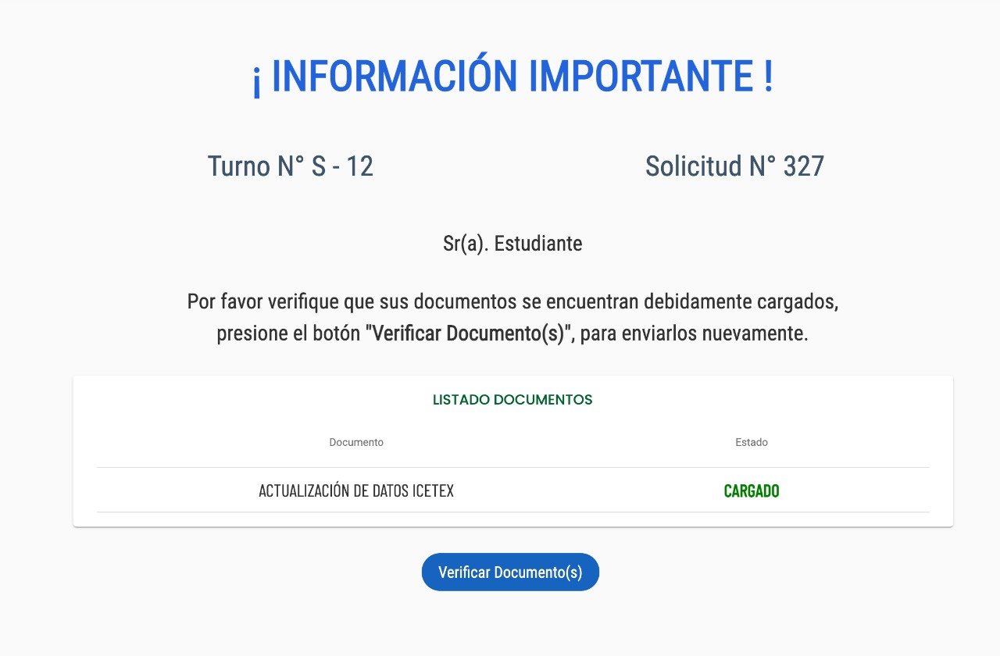 ¡ INFORMACIÓN IMPORTANTE !
Turno N° S - 12
Solicitud N° 327
Sr(a). Estudiante
Por favor verifique que sus documentos se encuentran debidamente cargados,
presione el botón "Verificar Documento(s)", para enviarlos nuevamente.
LISTADO DOCUMENTOS
Documento
Estado
ACTUALIZACIÓN DE DATOS ICETEX
CARGADO
Verificar Documento(s)